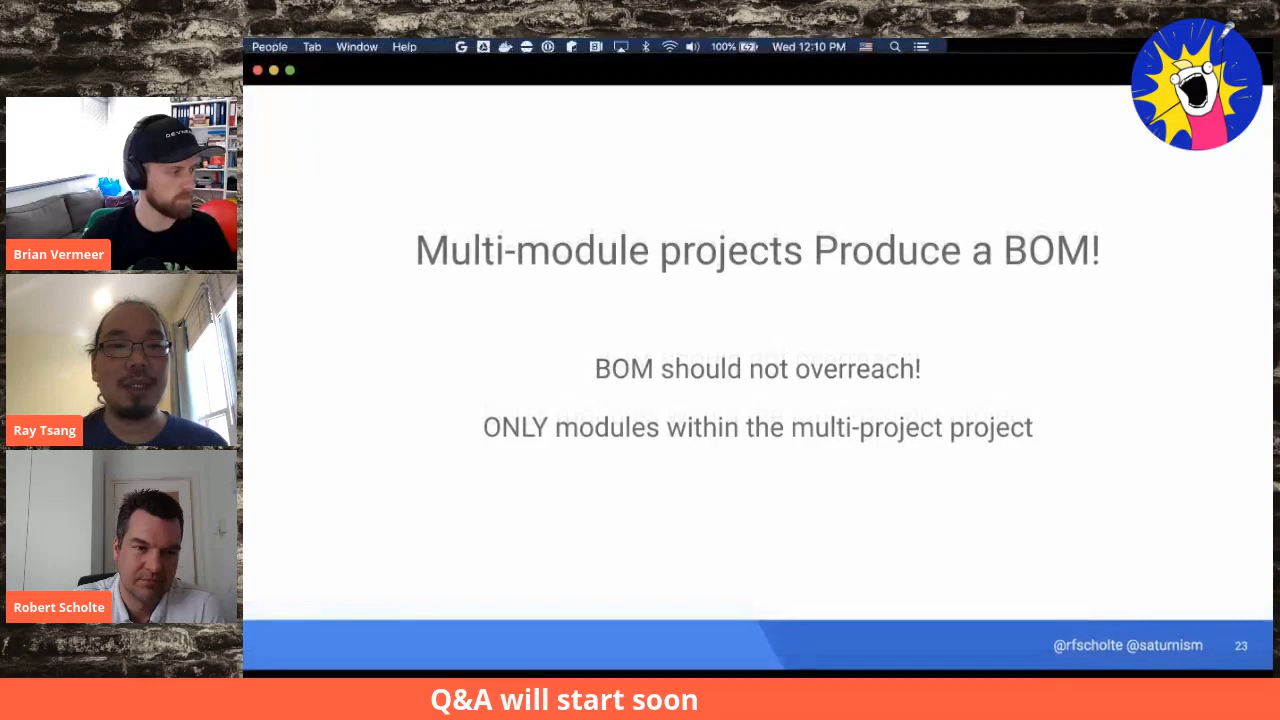 People Tab Window Help 100% Wed 12:10 PM
Brian Vermeer
Ray Tsang
Robert Scholte
Multi-module projects Produce a BOM!
BOM should not overreach!
ONLY modules within the multi-project project
@rfscholte @saturnism 23
Q&A will start soon